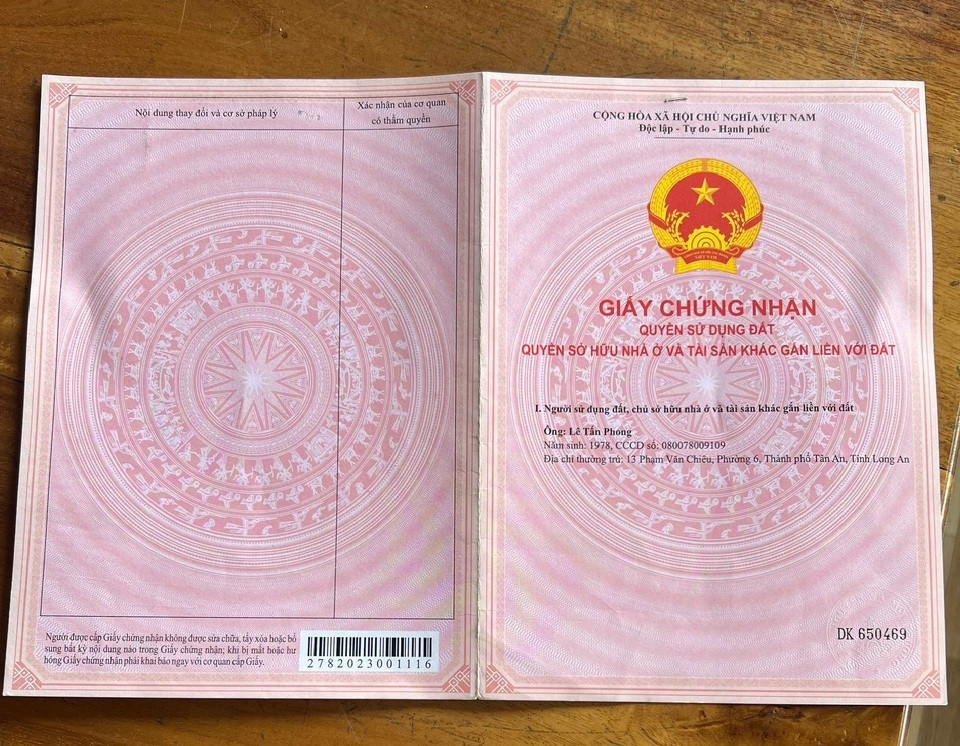 Nội dung thay đổi và cơ sở pháp lý
Xác nhận của cơ quan
có thẩm quyền
Người được cấp Giấy chứng nhận không được sửa chữa, tẩy xóa hoặc bổ
sung bất kỳ nội dung nào trong Giấy chứng nhận; khi bị mất hoặc hư
hỏng Giấy chứng nhận phải khai báo ngay với cơ quan cấp Giấy.
2782023001116
CỘNG HÒA XÃ HỘI CHỦ NGHĨA VIỆT NAM
Độc lập - Tự do - Hạnh phúc
VIỆT NAM
GIẤY CHỨNG NHẬN
QUYỀN SỬ DỤNG ĐẤT
QUYỀN SỞ HỮU NHÀ Ở VÀ TÀI SẢN KHÁC GẮN LIỀN VỚI ĐẤT
I. Người sử dụng đất, chủ sở hữu nhà ở và tài sản khác gắn liền với đất
Ông: Lê Tấn Phong
Năm sinh: 1978, CCCD số: 080078009109
Địa chỉ thường trú: 13 Phạm Văn Chiêu, Phường 6, Thành phố Tân An, Tỉnh Long An
DK 650469